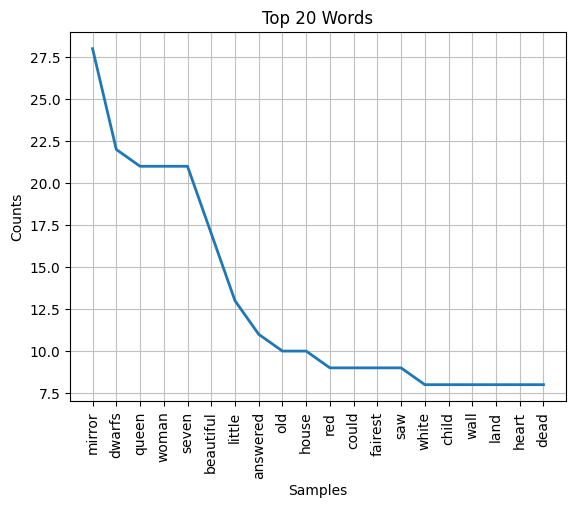 Top 20 Words
27.5
25.0
22.5
20.0
17.5
15.0
12.5
10.0
7.5
Counts
mirror
dwarfs
queen
woman
seven
beautiful
little
answered
old
house
red
could
fairest
saw
white
child
wall
land
heart
dead
Samples